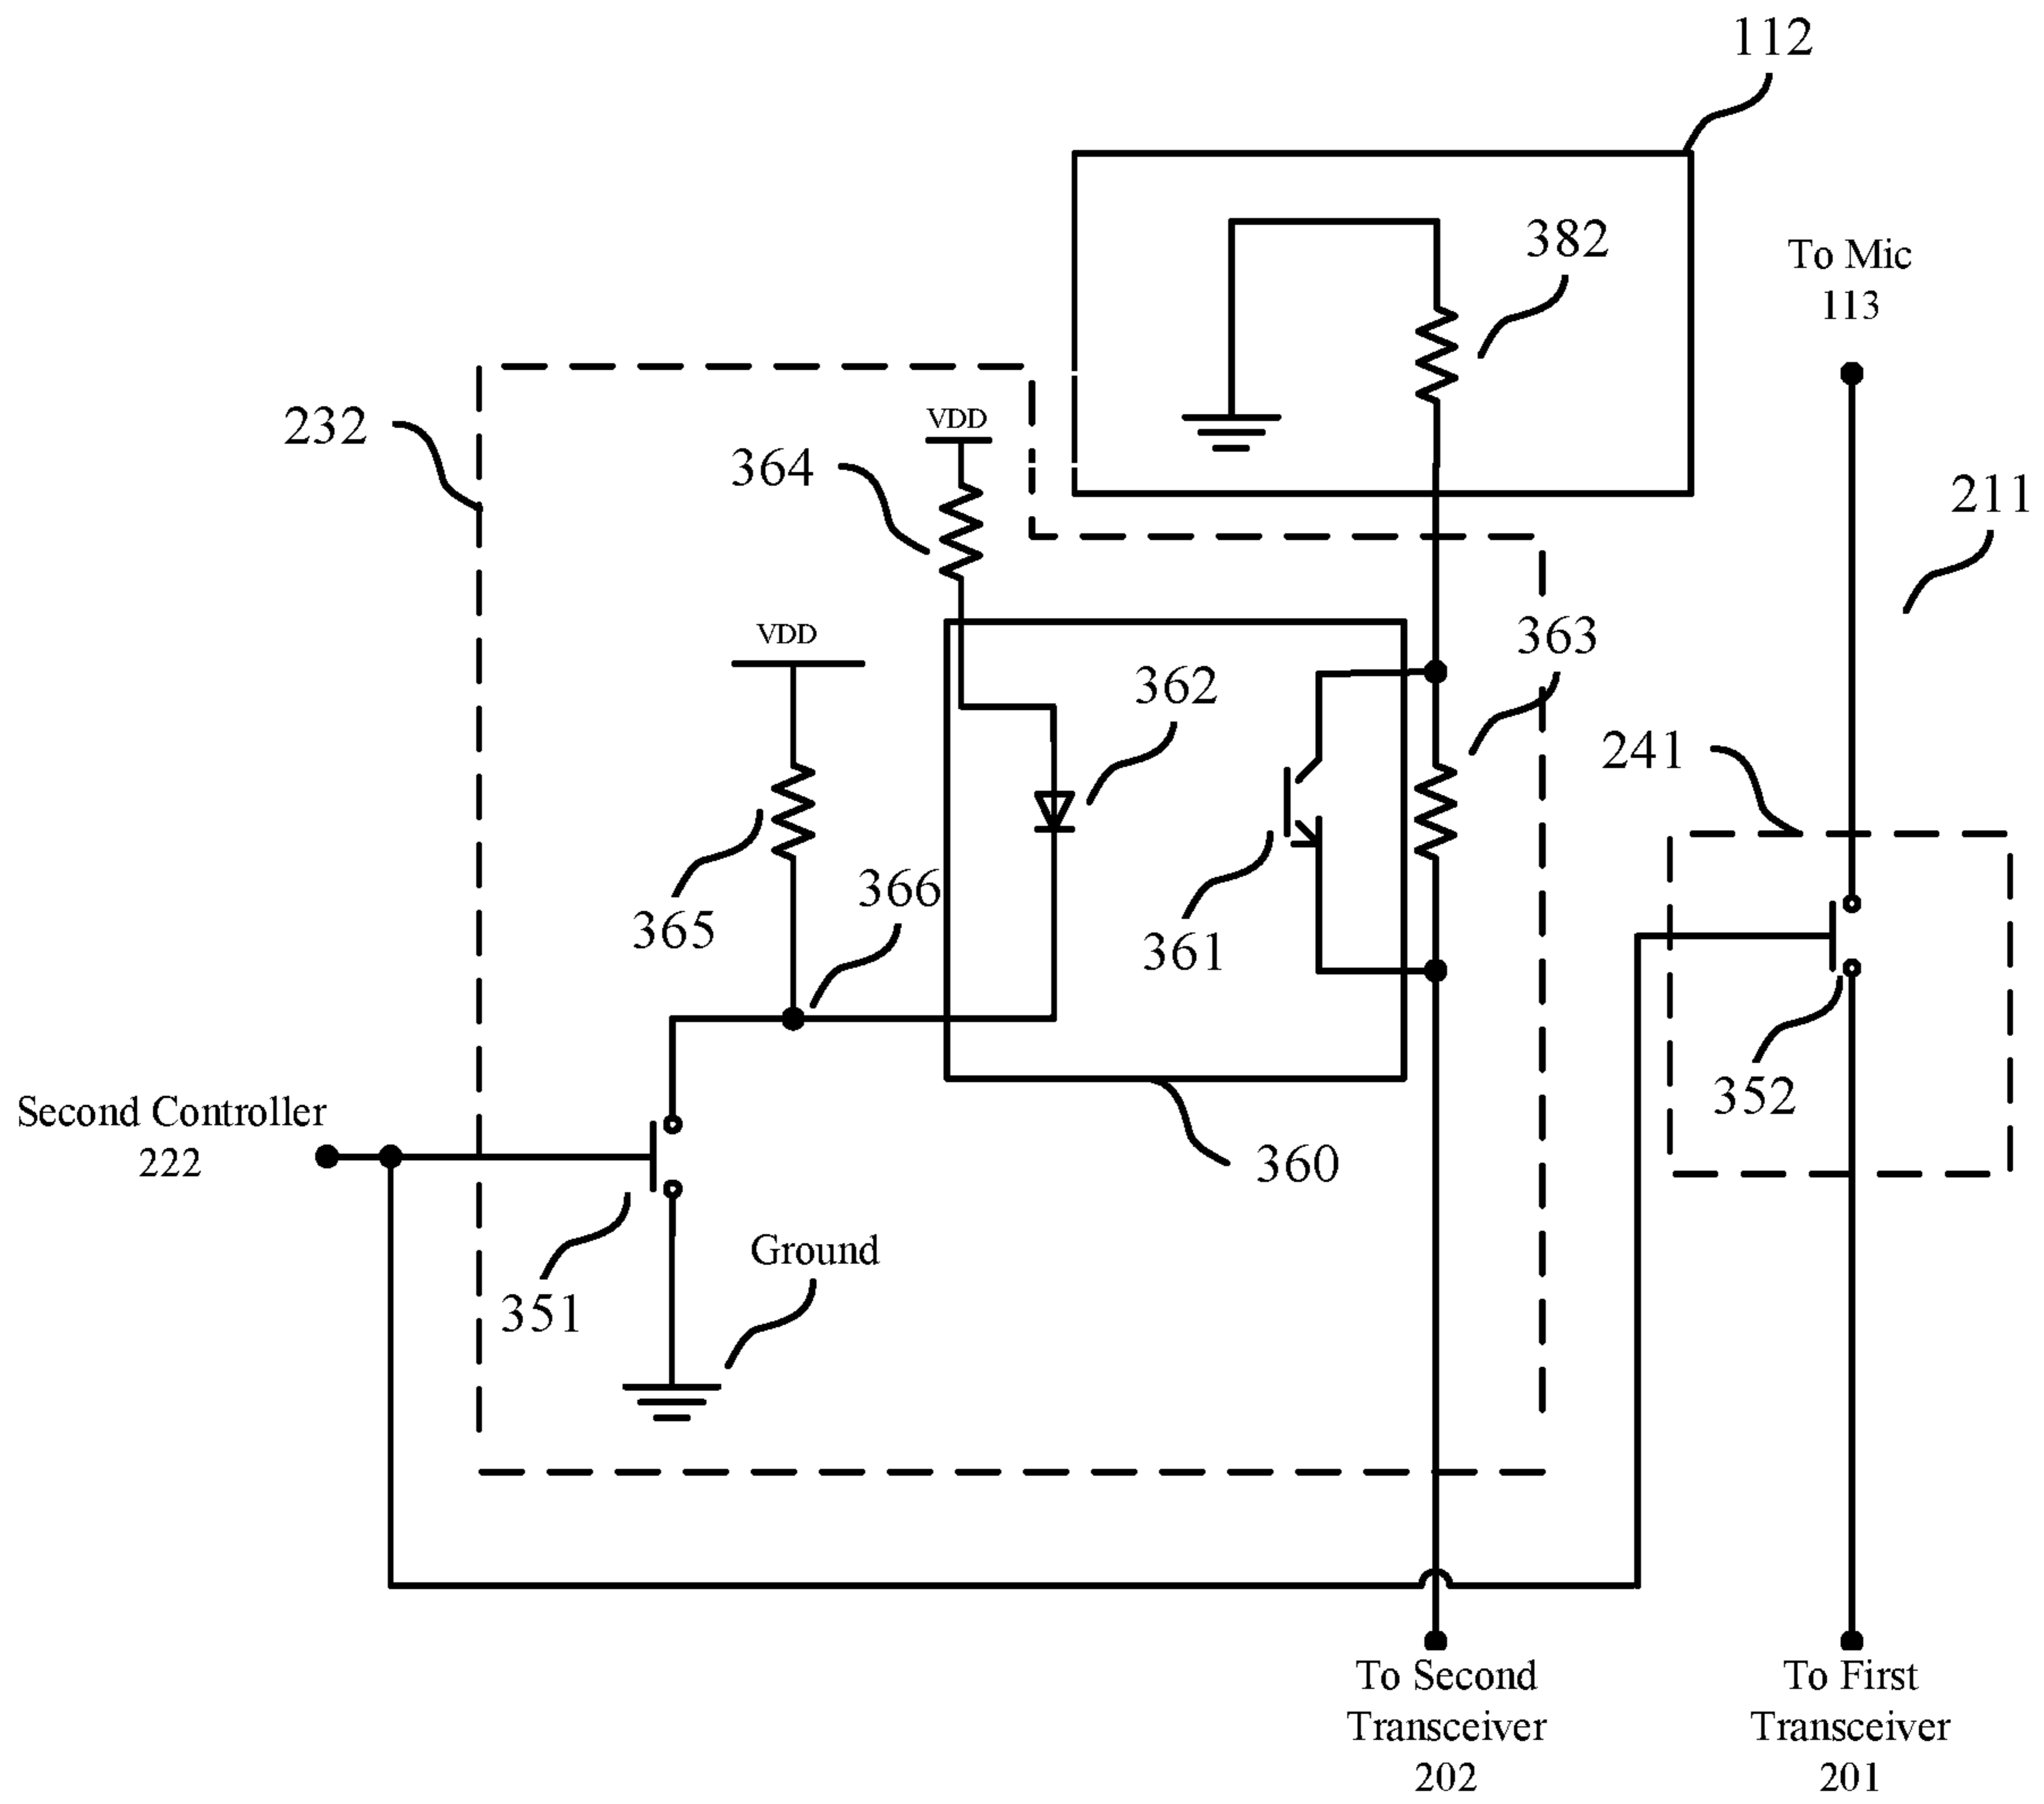 112
382
To Mic
113
232
VDD
364
211
VDD
363
362
241
366
365
361
352
Second Controller
222
360
Ground
351
To Second
Transceiver
202
To First
Transceiver
201